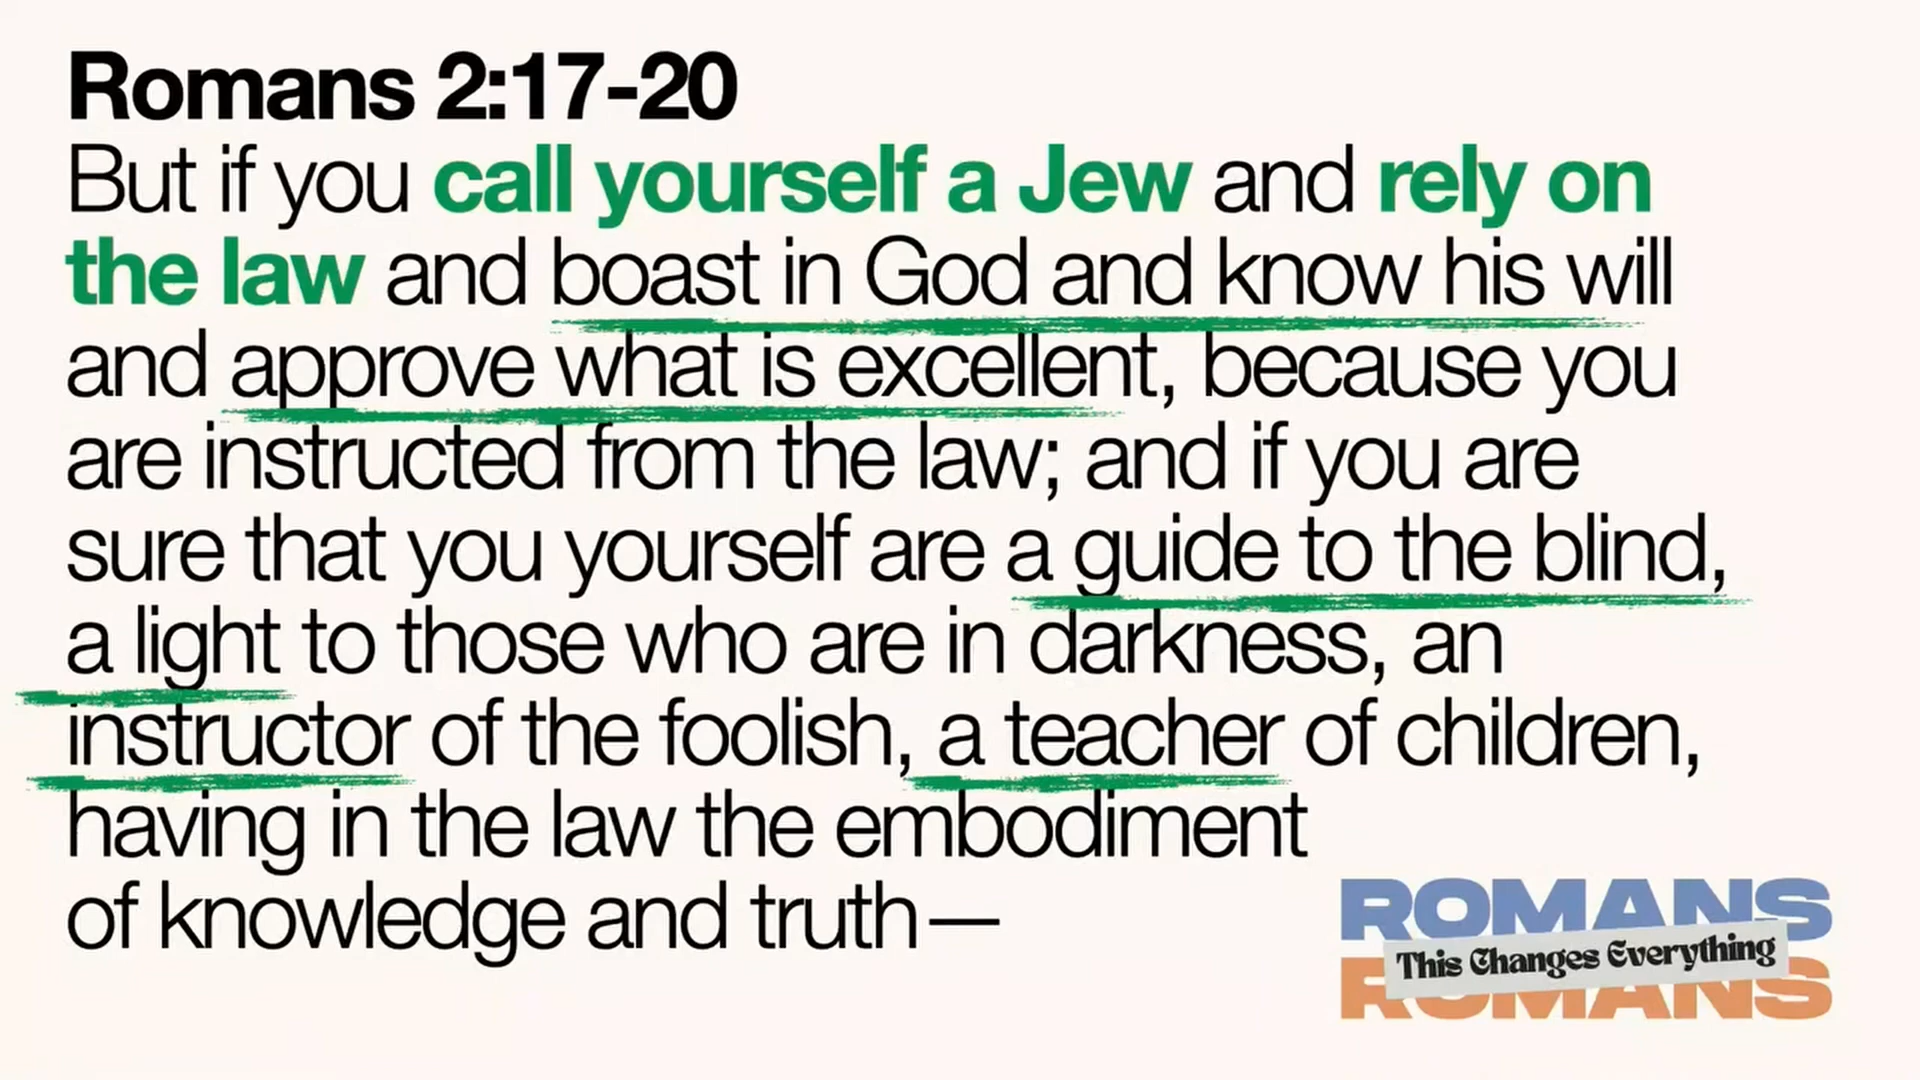 Romans 2:17-20
But if you call yourself a Jew and rely on
the law and boast in God and know his will
and approve what is excellent, because you
are instructed from the law; and if you are
sure that you yourself are a guide to the blind,
a light to those who are in darkness, an
instructor of the foolish, a teacher of children,
having in the law the embodiment
of knowledge and truth—
ROMANS
This Changes Everything
ROMANS